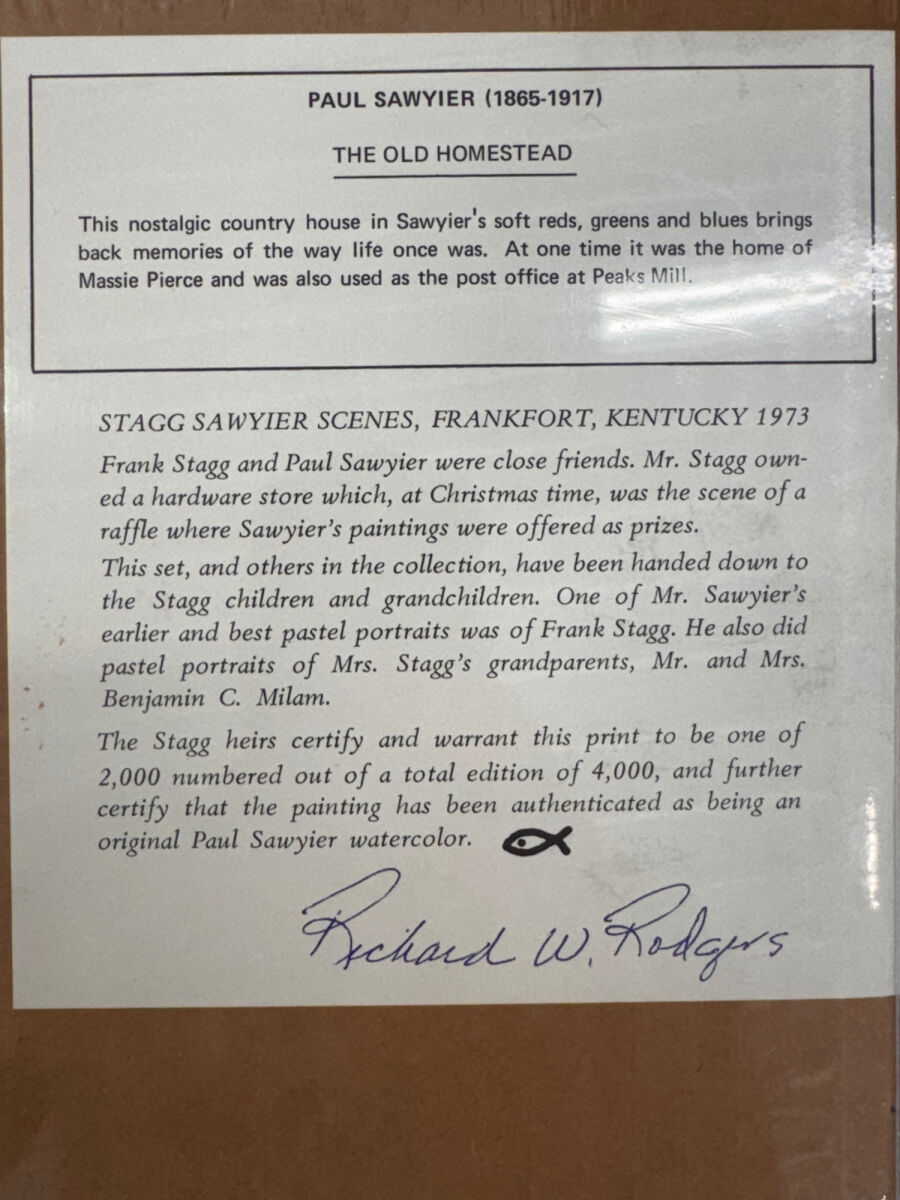 PAUL SAWYIER (1865-1917)
THE OLD HOMESTEAD
This nostalgic country house in Sawyier's soft reds, greens and blues brings
back memories of the way life once was. At one time it was the home of
Massie Pierce and was also used as the post office at Peaks Mill.
STAGG SAWYIER SCENES, FRANKFORT, KENTUCKY 1973
Frank Stagg and Paul Sawyier were close friends. Mr. Stagg own-
ed a hardware store which, at Christmas time, was the scene of a
raffle where Sawyier's paintings were offered as prizes.
This set, and others in the collection, have been handed down to
the Stagg children and grandchildren. One of Mr. Sawyier's
earlier and best pastel portraits was of Frank Stagg. He also did
pastel portraits of Mrs. Stagg's grandparents, Mr. and Mrs.
Benjamin C. Milam.
The Stagg heirs certify and warrant this print to be one of
2,000 numbered out of a total edition of 4,000, and further
certify that the painting has been authenticated as being an
original Paul Sawyier watercolor.
Richard W. Rodgers